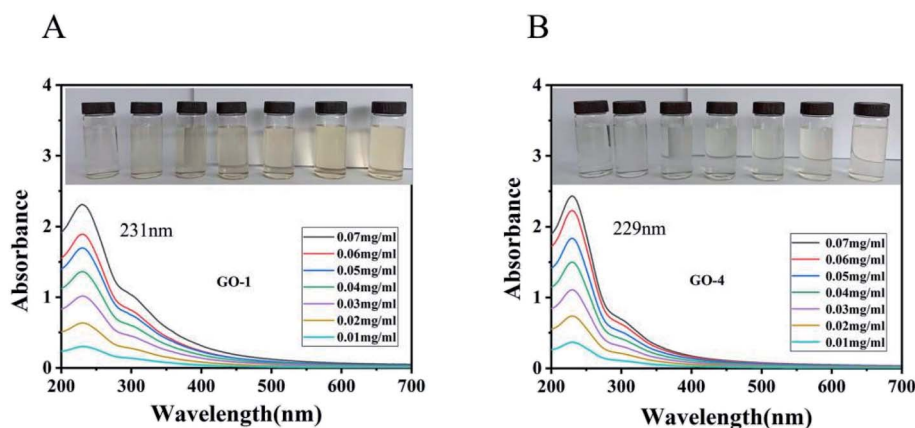 A
B
4
3
2
1
0
Absorbance
200
300
400
500
600
700
Wavelength(nm)
231nm
GO-1
0.07mg/ml
0.06mg/ml
0.05mg/ml
0.04mg/ml
0.03mg/ml
0.02mg/ml
0.01mg/ml
4
3
2
1
0
Absorbance
200
300
400
500
600
700
Wavelength(nm)
229nm
GO-4
0.07mg/ml
0.06mg/ml
0.05mg/ml
0.04mg/ml
0.03mg/ml
0.02mg/ml
0.01mg/ml